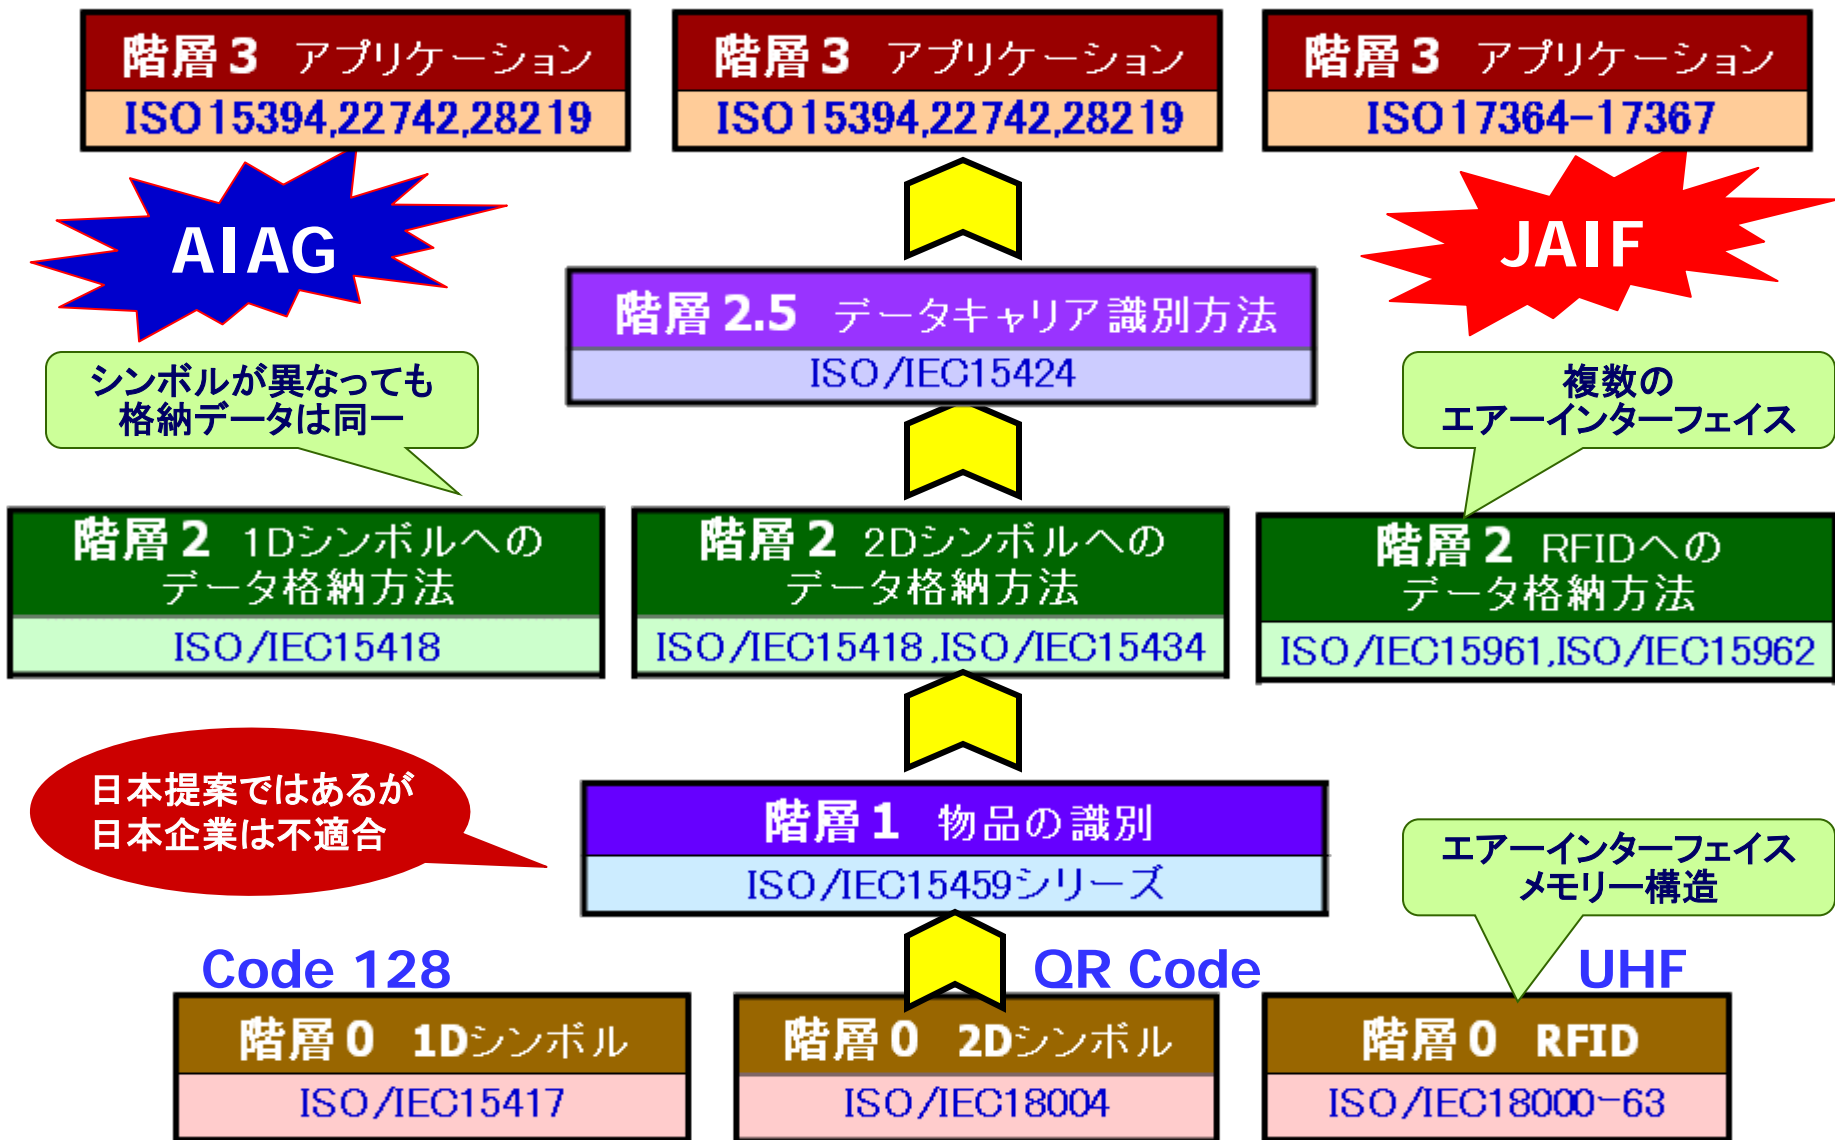 階層3 アプリケーション
ISO15394,22742,28219
階層3 アプリケーション
ISO15394,22742,28219
階層3 アプリケーション
ISO17364-17367
AIAG
JAIF
階層2.5 データキャリア識別方法
ISO/IEC15424
シンボルが異なっても
格納データは同一
複数の
エアーインターフェイス
階層2 1Dシンボルへの
データ格納方法
ISO/IEC15418
階層2 2Dシンボルへの
データ格納方法
ISO/IEC15418,ISO/IEC15434
階層2 RFIDへの
データ格納方法
ISO/IEC15961,ISO/IEC15962
日本提案ではあるが
日本企業は不適合
階層1 物品の識別
ISO/IEC15459シリーズ
エアーインターフェイス
メモリー構造
Code 128
QR Code
UHF
階層0 1Dシンボル
ISO/IEC15417
階層0 2Dシンボル
ISO/IEC18004
階層0 RFID
ISO/IEC18000-63